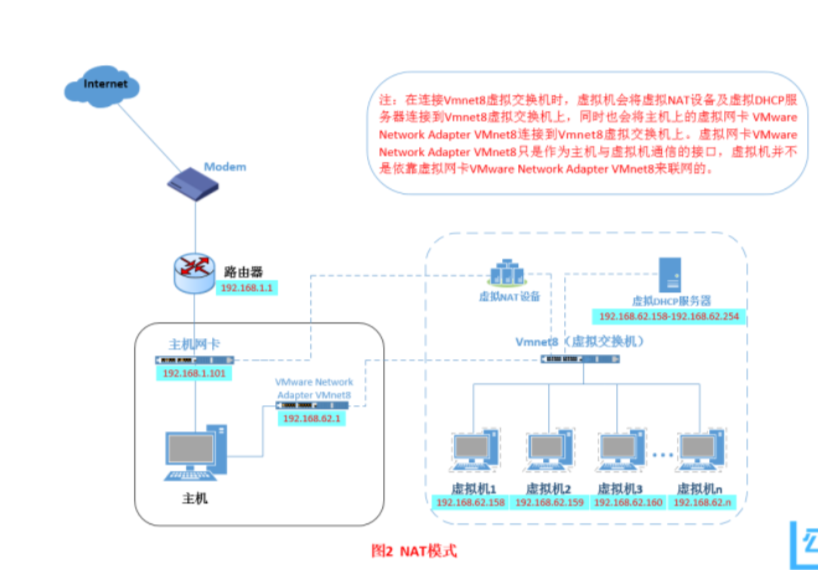 Internet
注：在连接Vmnet8虚拟交换机时，虚拟机会将虚拟NAT设备及虚拟DHCP服
务器连接到Vmnet8虚拟交换机上，同时也会将主机上的虚拟网卡 VMware
Network Adapter VMnet8连接到Vmnet8虚拟交换机上。虚拟网卡VMware
Network Adapter VMnet8只是作为主机与虚拟机通信的接口，虚拟机并不
是依靠虚拟网卡VMware Network Adapter VMnet8来联网的。
Modem
路由器
192.168.1.1
虚拟NAT设备
虚拟DHCP服务器
192.168.62.158-192.168.62.254
主机网卡
192.168.1.101
Vmnet8（虚拟交换机）
VMware Network
Adapter VMnet8
192.168.62.1
主机
虚拟机1
虚拟机2
虚拟机3
虚拟机n
192.168.62.158
192.168.62.159
192.168.62.160
192.168.62.n
图2 NAT模式